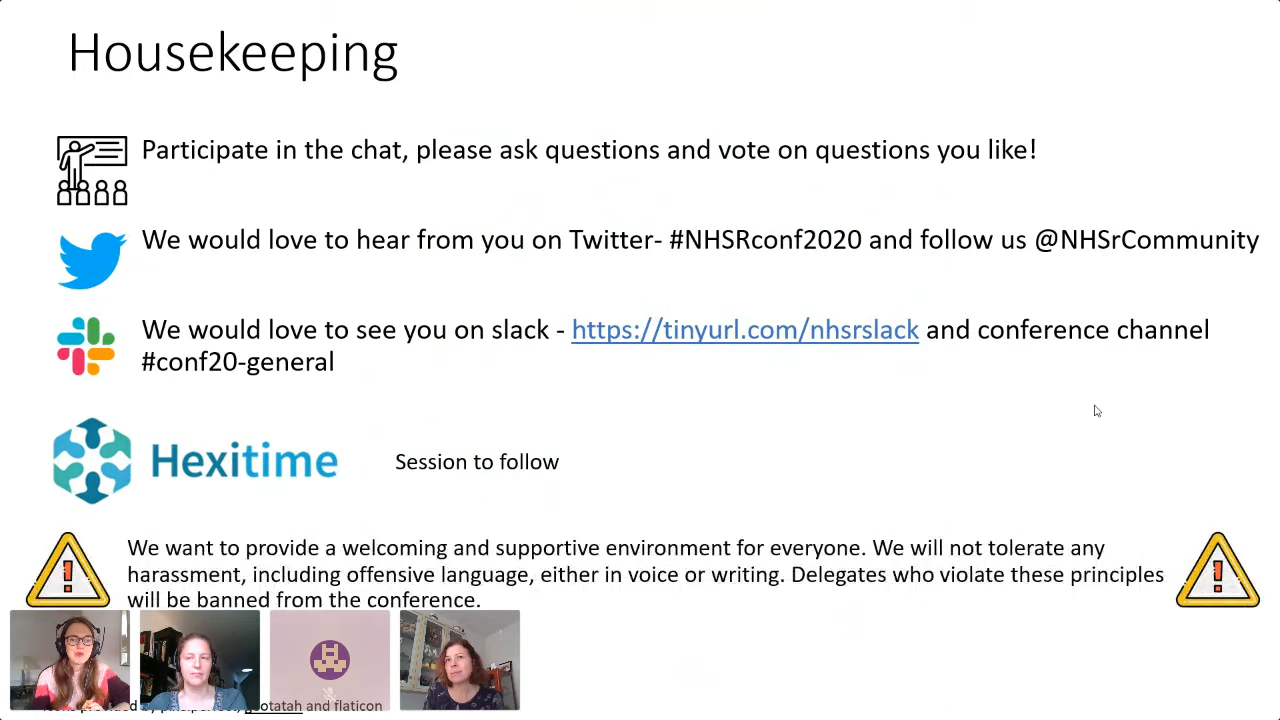 Housekeeping
Participate in the chat, please ask questions and vote on questions you like!
We would love to hear from you on Twitter- #NHSRconf2020 and follow us @NHSrCommunity
We would love to see you on slack - https://tinyurl.com/nhsrslack and conference channel
#conf20-general
Hexitime
Session to follow
We want to provide a welcoming and supportive environment for everyone. We will not tolerate any
harassment, including offensive language, either in voice or writing. Delegates who violate these principles
will be banned from the conference.
and flaticon